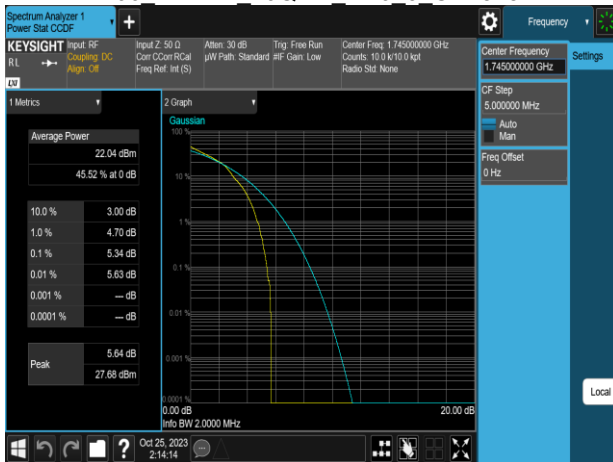 Spectrum Analyzer 1
Power Stat CCDF
+
Frequency
KEYSIGHT
RL
LXI
Input: RF
Coupling: DC
Align: Off
Input Z: 50 Ω
Corr CCorr RCal
Freq Ref: Int (S)
Atten: 30 dB
µW Path: Standard
Trig: Free Run
#IF Gain: Low
Center Freq: 1.745000000 GHz
Counts: 10.0 k/10.0 kpt
Radio Std: None
Center Frequency
1.745000000 GHz
Settings
CF Step
5.000000 MHz
Auto
Man
Freq Offset
0 Hz
Local
1 Metrics
Average Power
22.04 dBm
45.52 % at 0 dB
10.0 % 3.00 dB
1.0 % 4.70 dB
0.1 % 5.34 dB
0.01 % 5.63 dB
0.001 % --- dB
0.0001 % --- dB
Peak
5.64 dB
27.68 dBm
2 Graph
Gaussian
100 %
10 %
1 %
0.1 %
0.01 %
0.001 %
0.0001 %
0.00 dB
20.00 dB
Info BW 2.0000 MHz
?
Oct 25, 2023
2:14:14